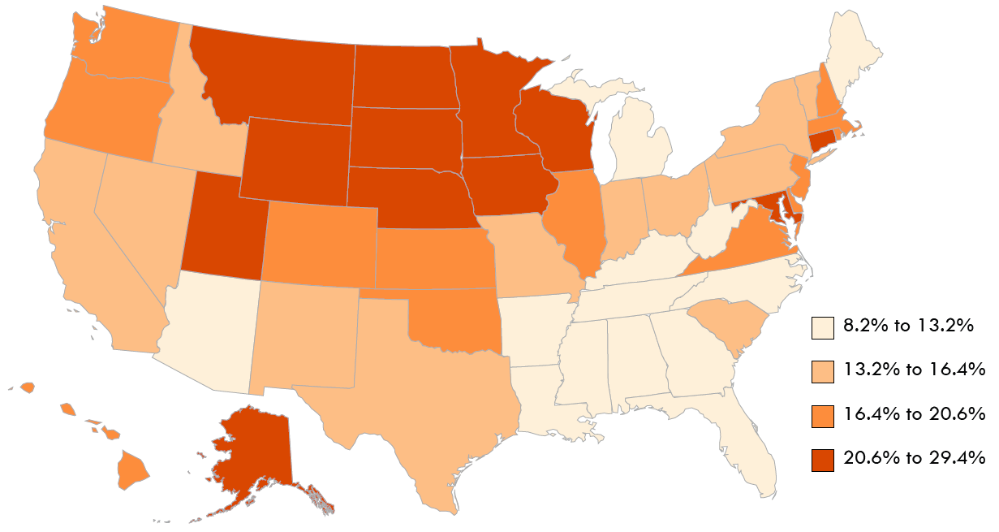 8.2% to 13.2%
13.2% to 16.4%
16.4% to 20.6%
20.6% to 29.4%